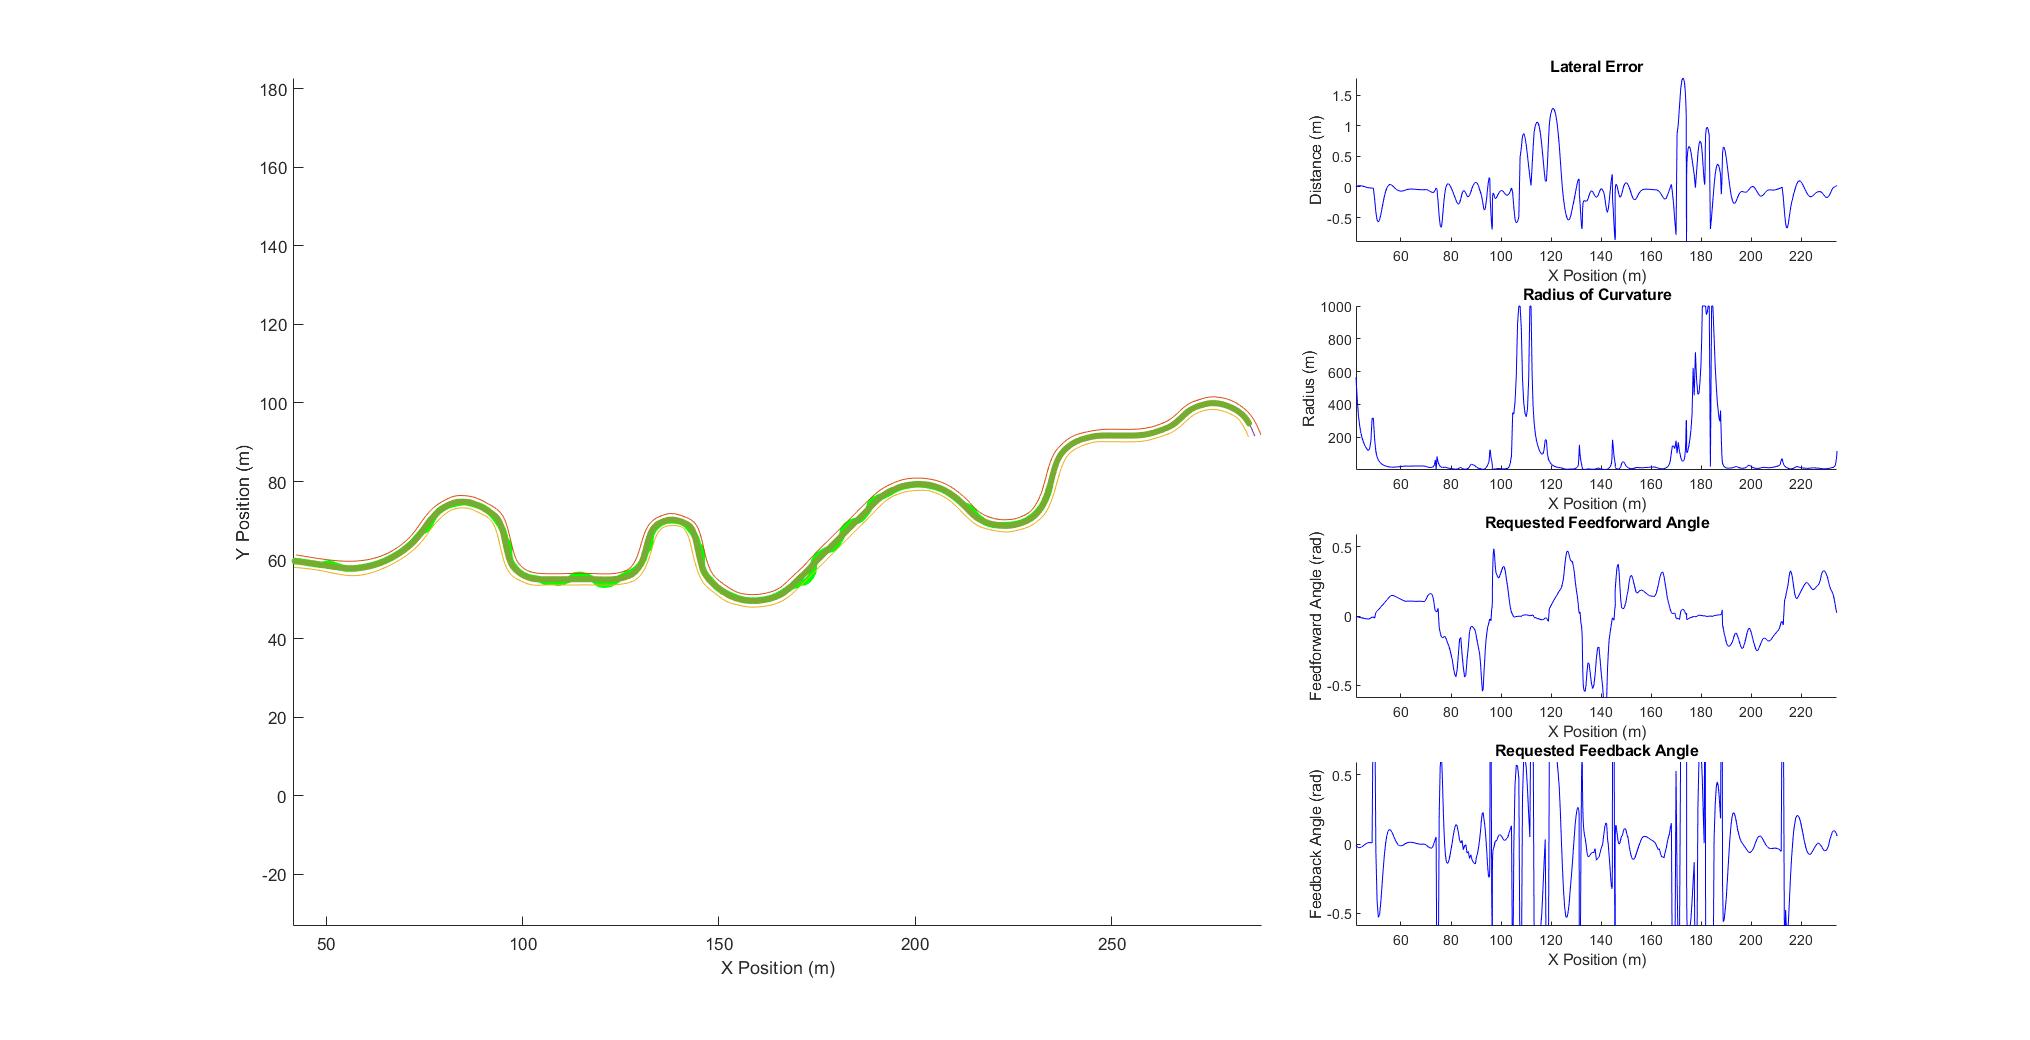 180
160
140
120
100
80
60
40
20
0
-20
Y Position (m)
50 100 150 200 250
X Position (m)
Lateral Error
1.5
1
0.5
0
-0.5
Distance (m)
60 80 100 120 140 160 180 200 220
X Position (m)
Radius of Curvature
1000
800
600
400
200
Radius (m)
60 80 100 120 140 160 180 200 220
X Position (m)
Requested Feedforward Angle
0.5
0
-0.5
Feedforward Angle (rad)
60 80 100 120 140 160 180 200 220
X Position (m)
Requested Feedback Angle
0.5
0
-0.5
Feedback Angle (rad)
60 80 100 120 140 160 180 200 220
X Position (m)